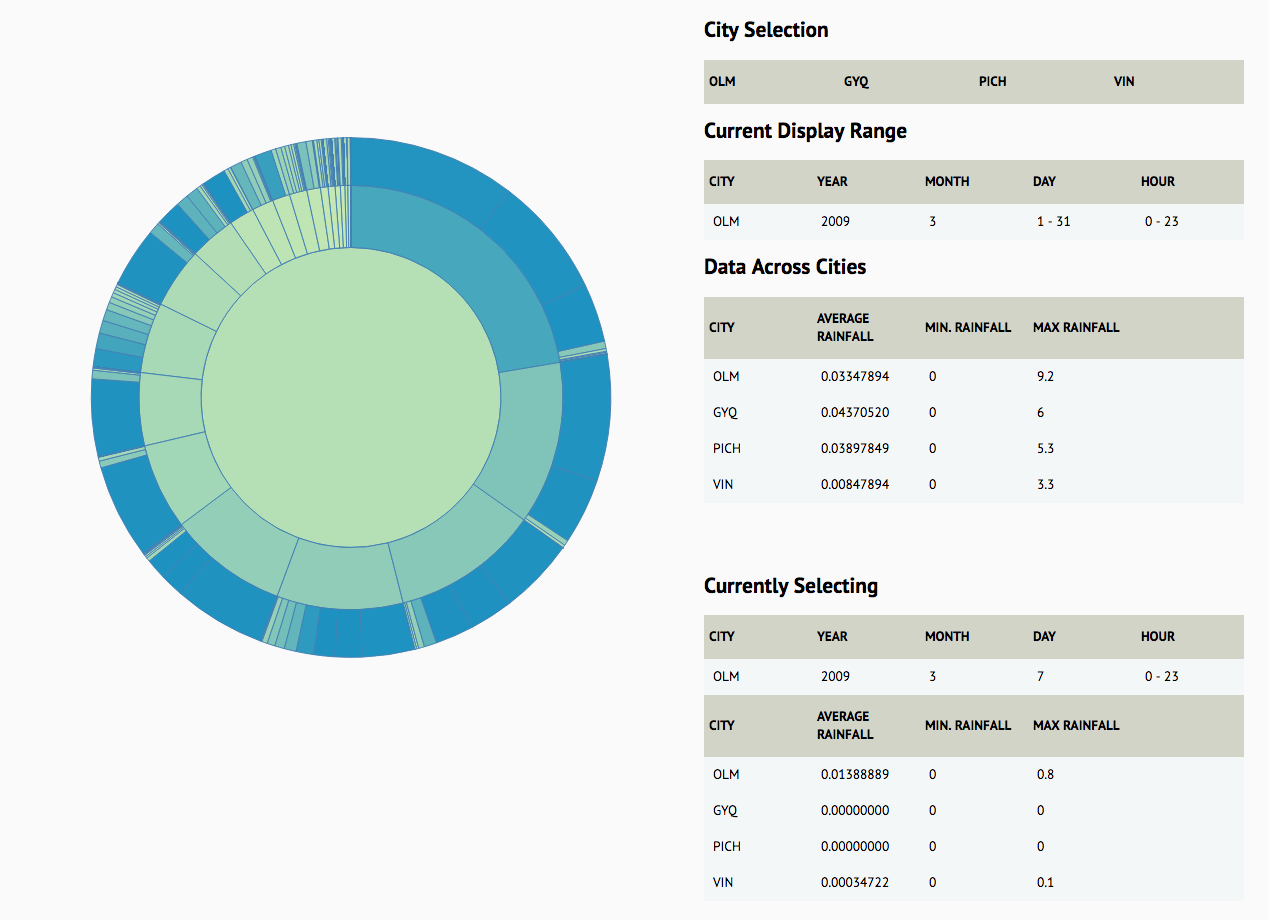 City Selection
OLM GYQ PICH VIN
Current Display Range
CITY YEAR MONTH DAY HOUR
OLM 2009 3 1 - 31 0 - 23
Data Across Cities
CITY AVERAGE RAINFALL MIN. RAINFALL MAX RAINFALL
OLM 0.03347894 0 9.2
GYQ 0.04370520 0 6
PICH 0.03897849 0 5.3
VIN 0.00847894 0 3.3
Currently Selecting
CITY YEAR MONTH DAY HOUR
OLM 2009 3 7 0 - 23
CITY AVERAGE RAINFALL MIN. RAINFALL MAX RAINFALL
OLM 0.01388889 0 0.8
GYQ 0.00000000 0 0
PICH 0.00000000 0 0
VIN 0.00034722 0 0.1